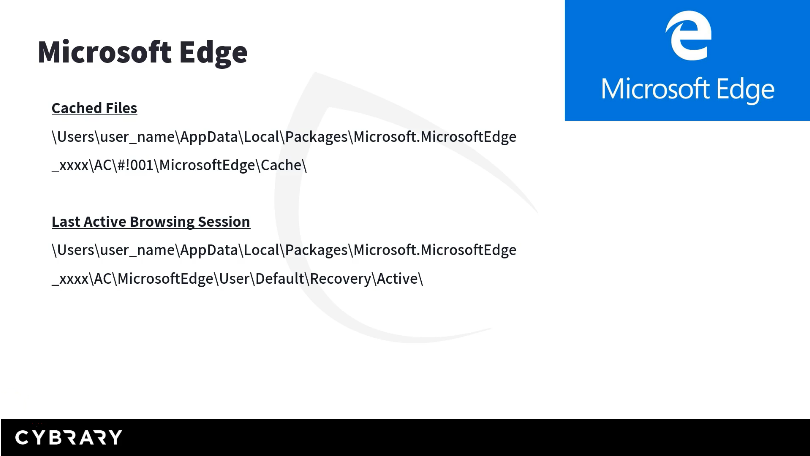 Microsoft Edge
Microsoft Edge
Cached Files
\Users\user_name\AppData\Local\Packages\Microsoft.MicrosoftEdge
_xxxx\AC\#!001\MicrosoftEdge\Cache\
Last Active Browsing Session
\Users\user_name\AppData\Local\Packages\Microsoft.MicrosoftEdge
_xxxx\AC\MicrosoftEdge\User\Default\Recovery\Active\
CYBRARY